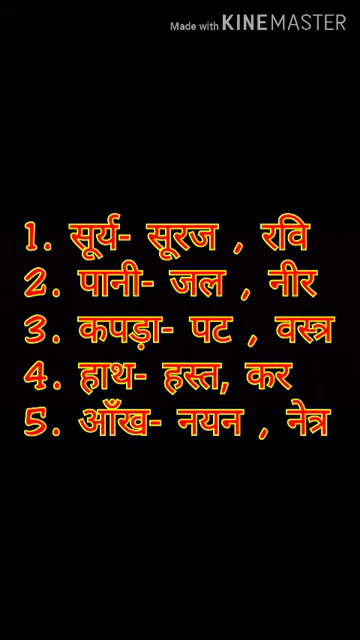 Made with KINEMASTER
1. सूर्य- सूरज , रवि
2. पानी- जल , नीर
3. कपड़ा- पट , वस्त्र
4. हाथ- हस्त, कर
5. आँख- नयन , नेत्र